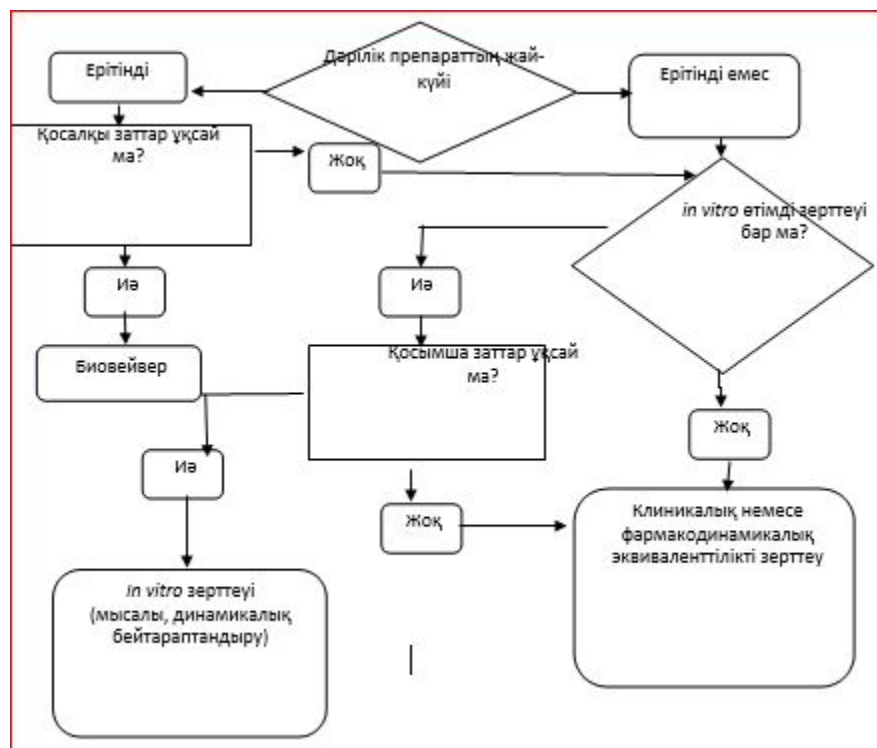 Дәрілік препараттың жай-
күйі
Ерітінді
Ерітінді емес
Қосалқы заттар ұқсай
ма?
Жоқ
in vitro өтімді зерттеуі
бар ма?
Иә
Иә
Биовейвер
Қосымша заттар ұқсай
ма?
Жоқ
Иә
Жоқ
Клиникалық немесе
фармакодинамикалық
эквиваленттілікті зерттеу
In vitro зерттеуі
(мысалы, динамикалық
бейтараптандыру)